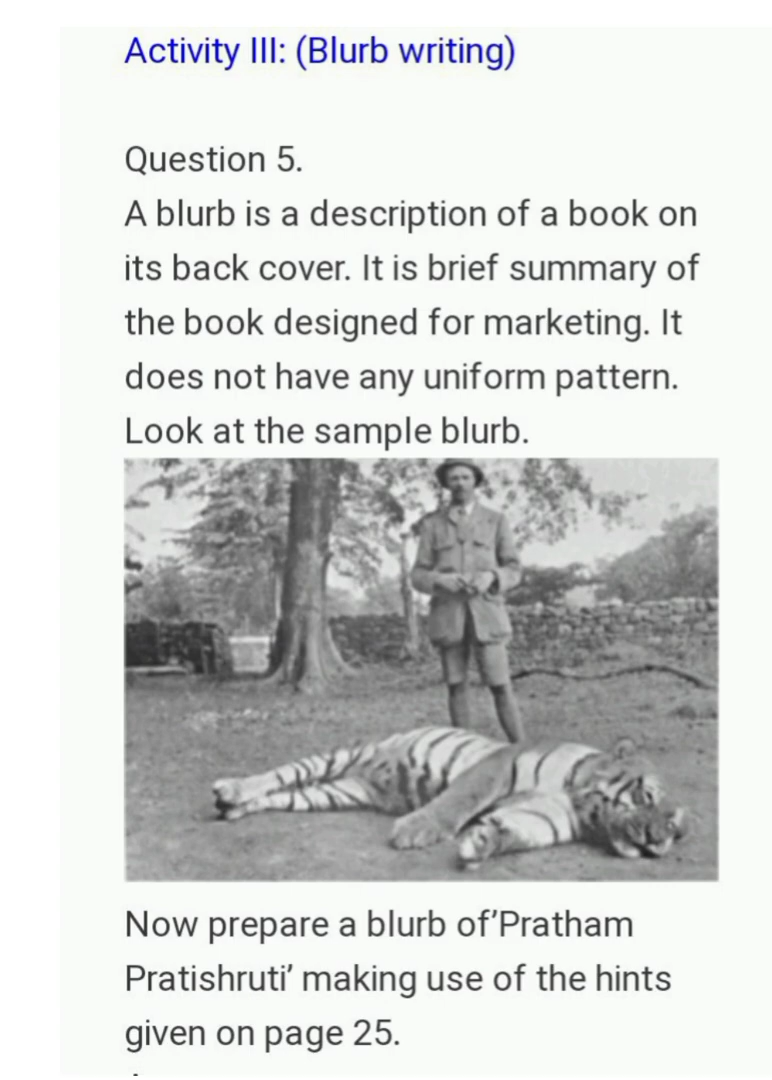 Activity III: (Blurb writing)
Question 5.
A blurb is a description of a book on
its back cover. It is brief summary of
the book designed for marketing. It
does not have any uniform pattern.
Look at the sample blurb.
Now prepare a blurb of'Pratham
Pratishruti' making use of the hints
given on page 25.